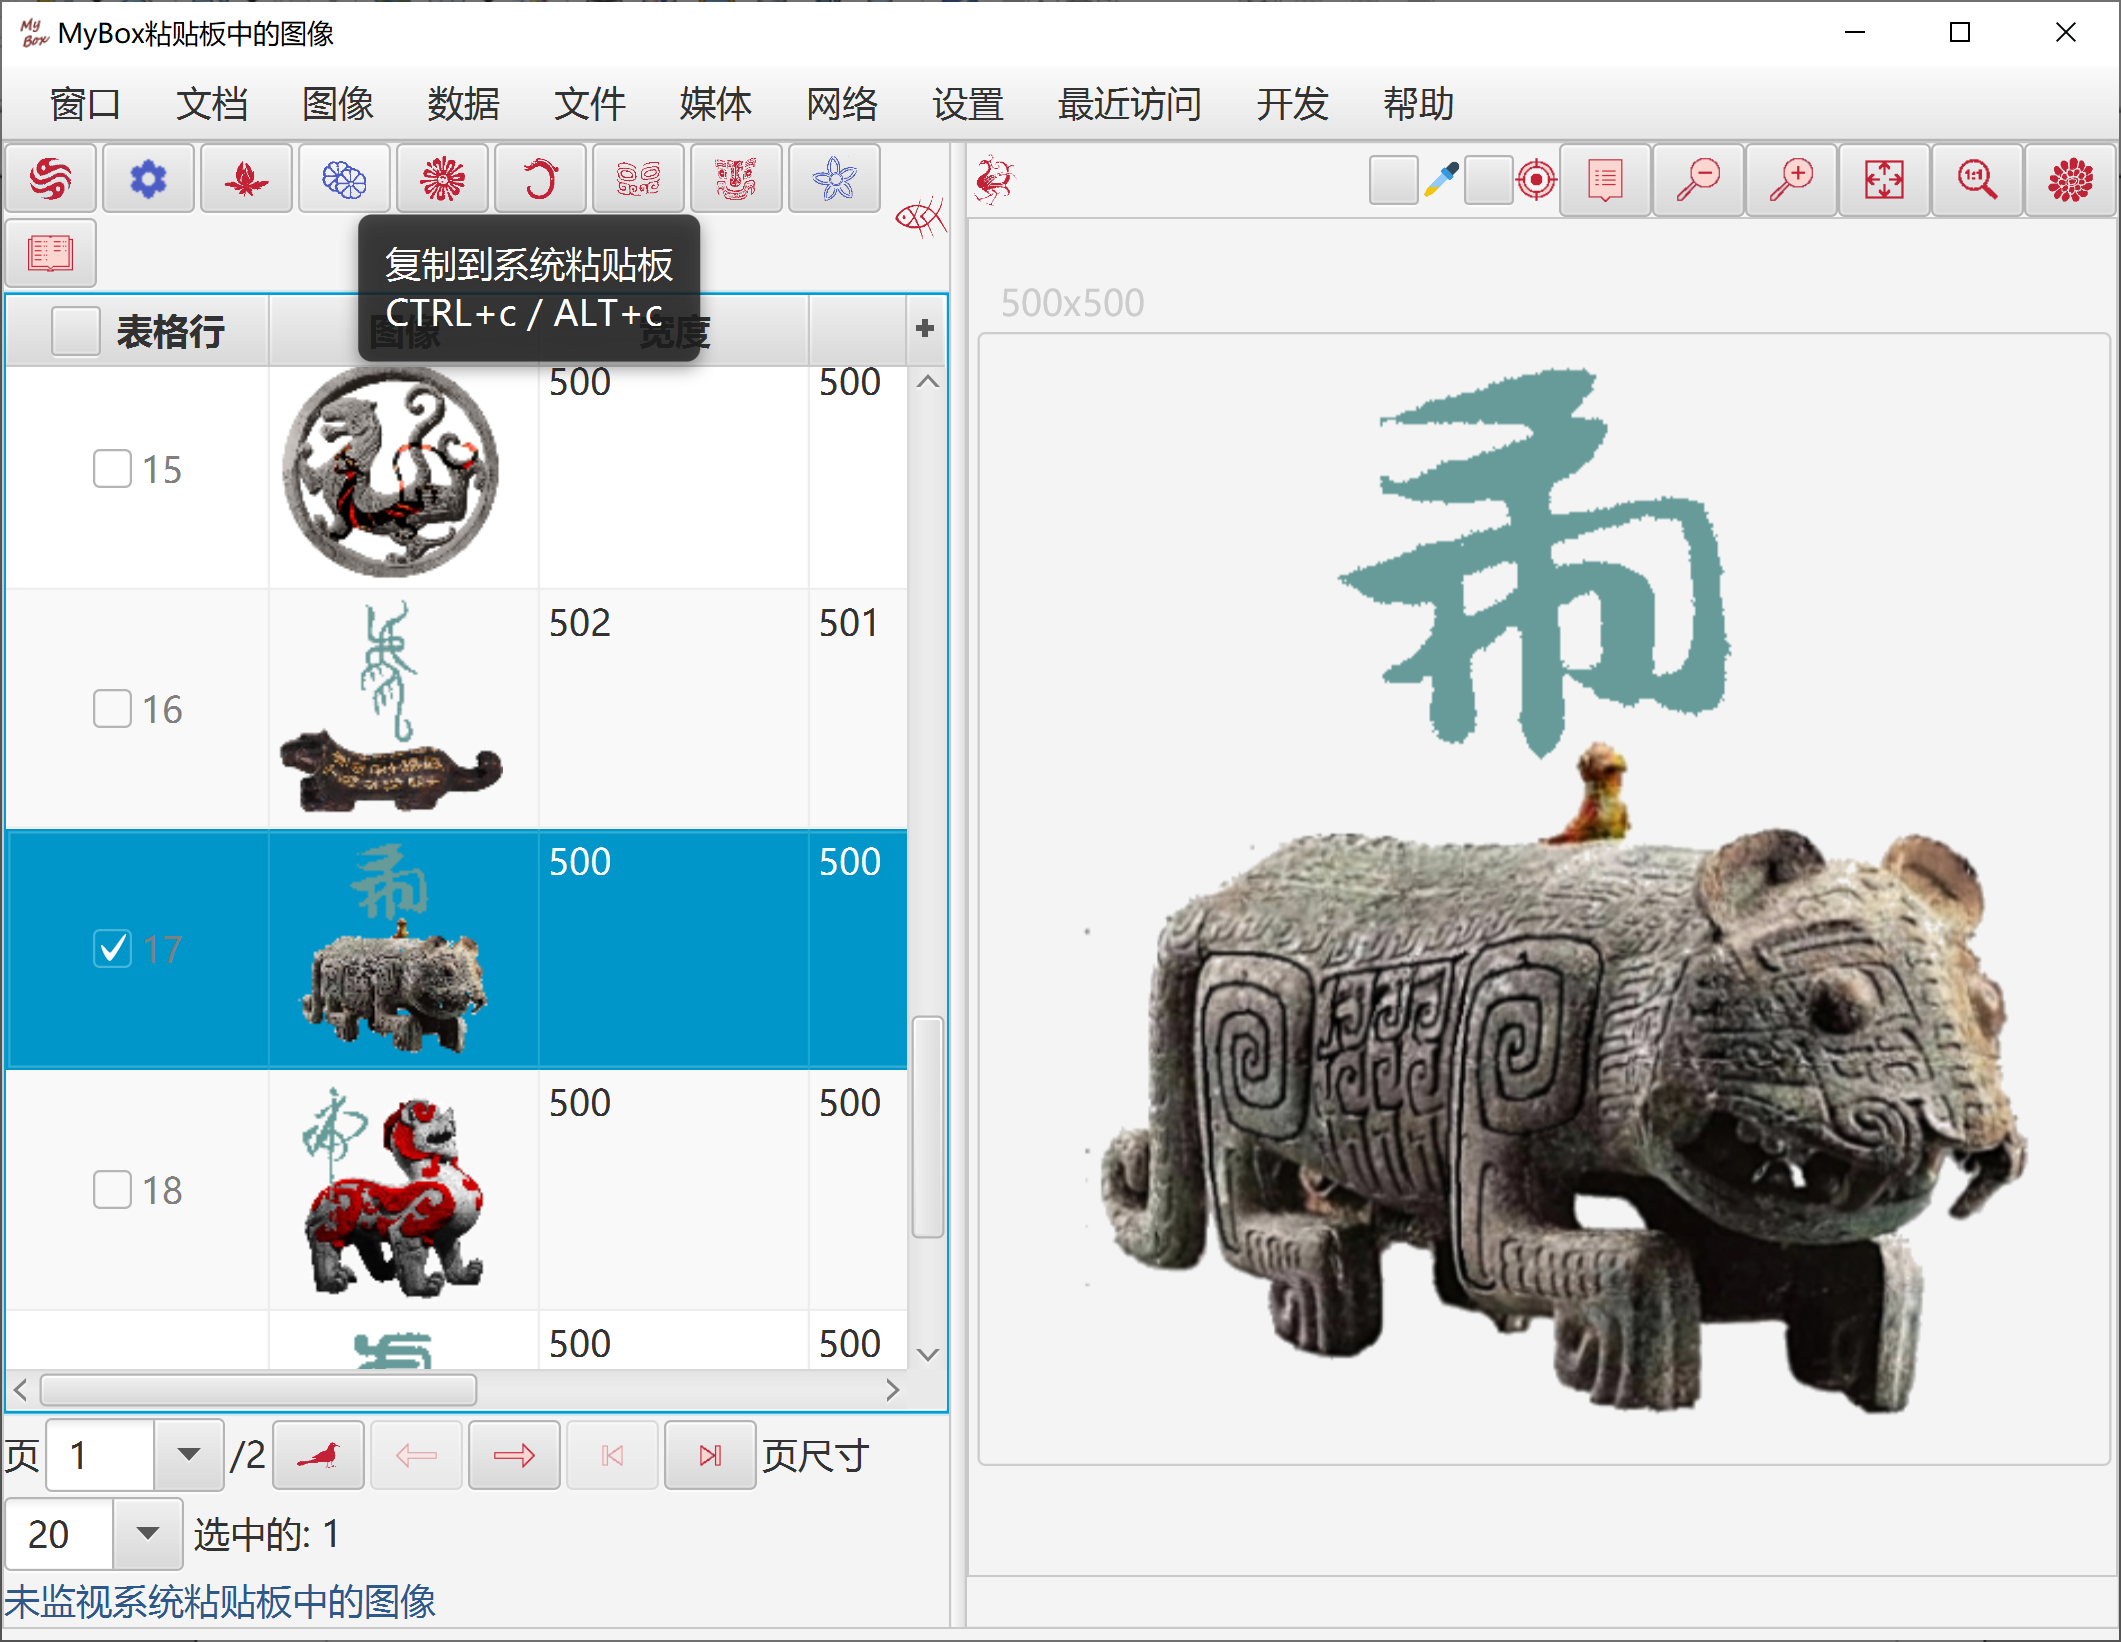 My Box MyBox粘贴板中的图像
窗口 文档 图像 数据 文件 媒体 网络 设置 最近访问 开发 帮助
1:1
复制到系统粘贴板
CTRL+c / ALT+c
表格行 图像 宽度
500x500
15 500 500
16 502 501
17 500 500
18 500 500
500 500
页 1 /2 页尺寸
20 选中的: 1
未监视系统粘贴板中的图像